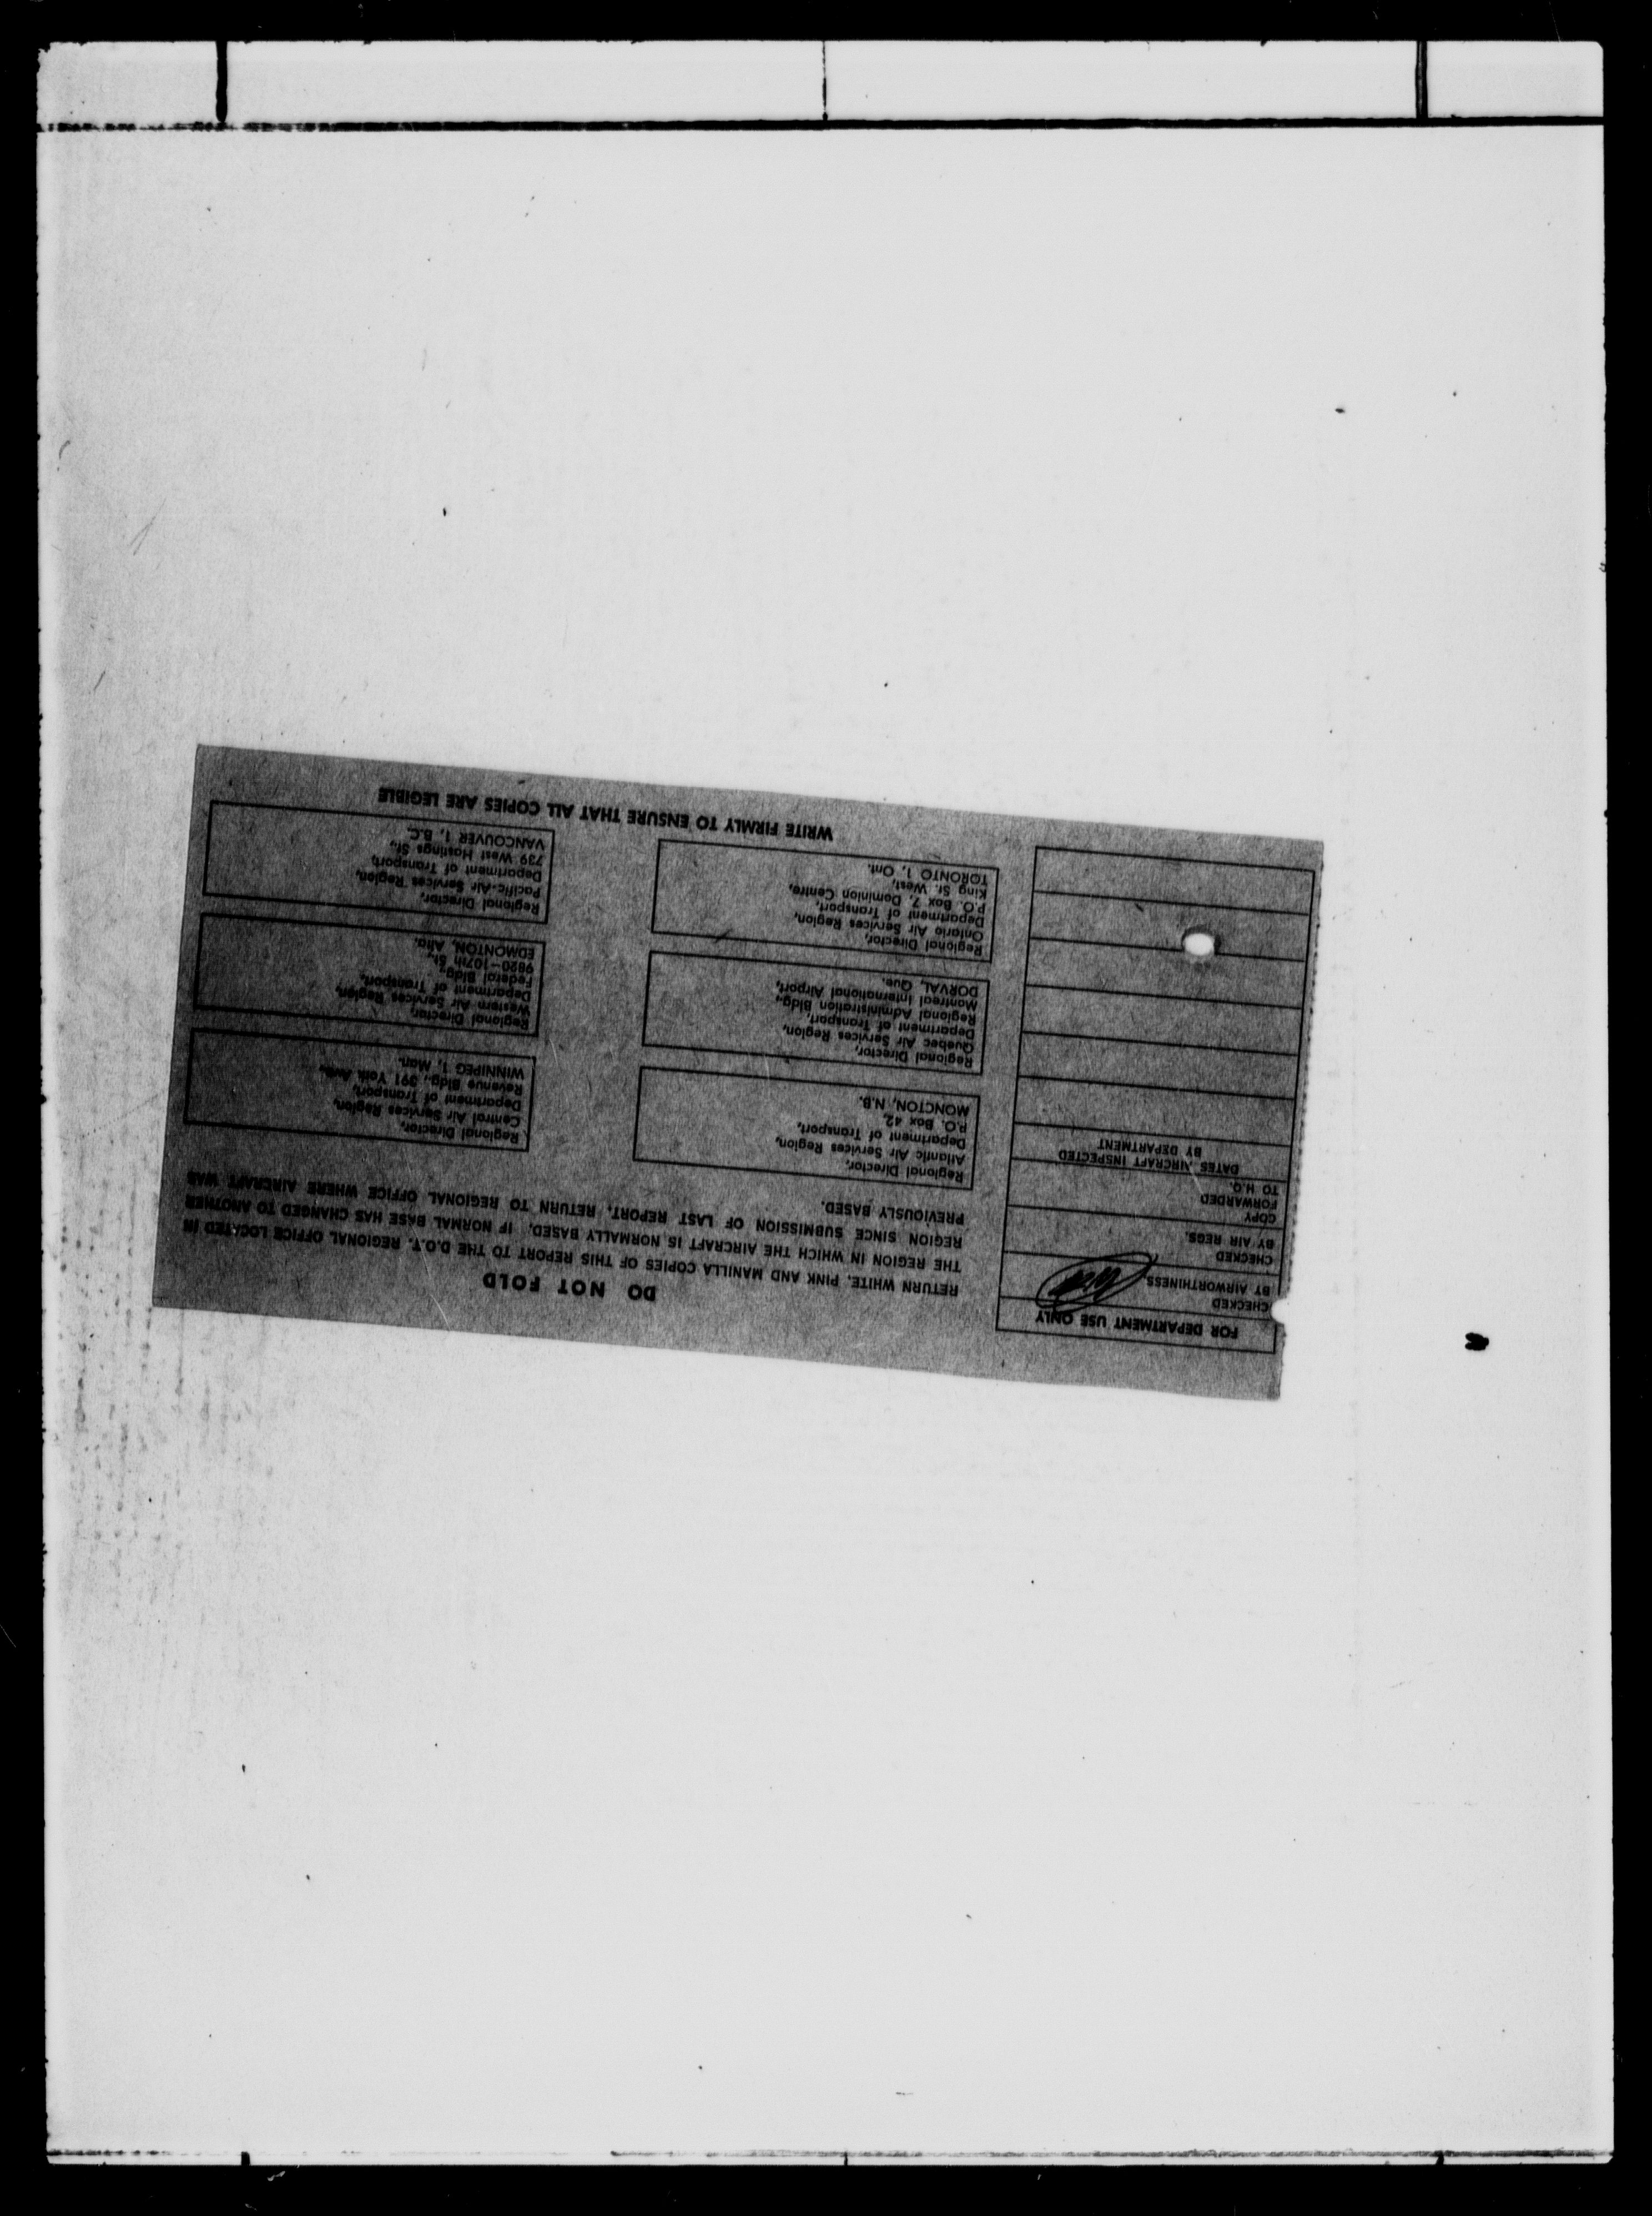 FOR DEPARTMENT USE ONLY
CHECKED
BY AIRWORTHINESS
CHECKED
BY AIR REGS.
COPY
FORWARDED
TO H.Q.
DATES AIRCRAFT INSPECTED
BY DEPARTMENT
DO NOT FOLD
RETURN WHITE, PINK AND MANILLA COPIES OF THIS REPORT TO THE D.O.T. REGIONAL OFFICE LOCATED IN
THE REGION IN WHICH THE AIRCRAFT IS NORMALLY BASED. IF NORMAL BASE HAS CHANGED TO ANOTHER
REGION SINCE SUBMISSION OF LAST REPORT, RETURN TO REGIONAL OFFICE WHERE AIRCRAFT WAS
PREVIOUSLY BASED.
Regional Director,
Atlantic Air Services Region,
Department of Transport,
P.O. Box 42,
MONCTON, N.B.
Regional Director,
Central Air Services Region,
Department of Transport,
Revenue Bldg., 391 York Ave.,
WINNIPEG 1, Man.
Regional Director,
Quebec Air Services Region,
Department of Transport,
Regional Administration Bldg.,
Montreal International Airport,
DORVAL, Que.
Regional Director,
Western Air Services Region,
Department of Transport,
Federal Bldg.,
9820-107th St.,
EDMONTON, Alta.
Regional Director,
Ontario Air Services Region,
Department of Transport,
P.O. Box 7, Dominion Centre,
King St. West,
TORONTO 1, Ont.
Regional Director,
Pacific-Air Services Region,
Department of Transport,
739 West Hastings St.,
VANCOUVER 1, B.C.
WRITE FIRMLY TO ENSURE THAT ALL COPIES ARE LEGIBLE